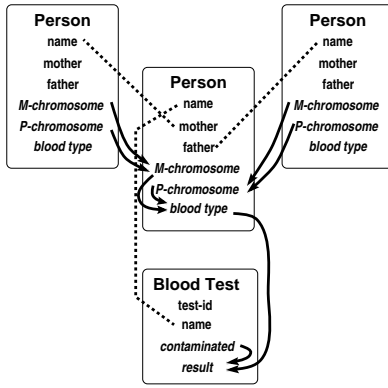 Person
name
mother
father
M-chromosome
P-chromosome
blood type
Person
name
mother
father
M-chromosome
P-chromosome
blood type
Person
name
mother
father
M-chromosome
P-chromosome
blood type
Blood Test
test-id
name
contaminated
result